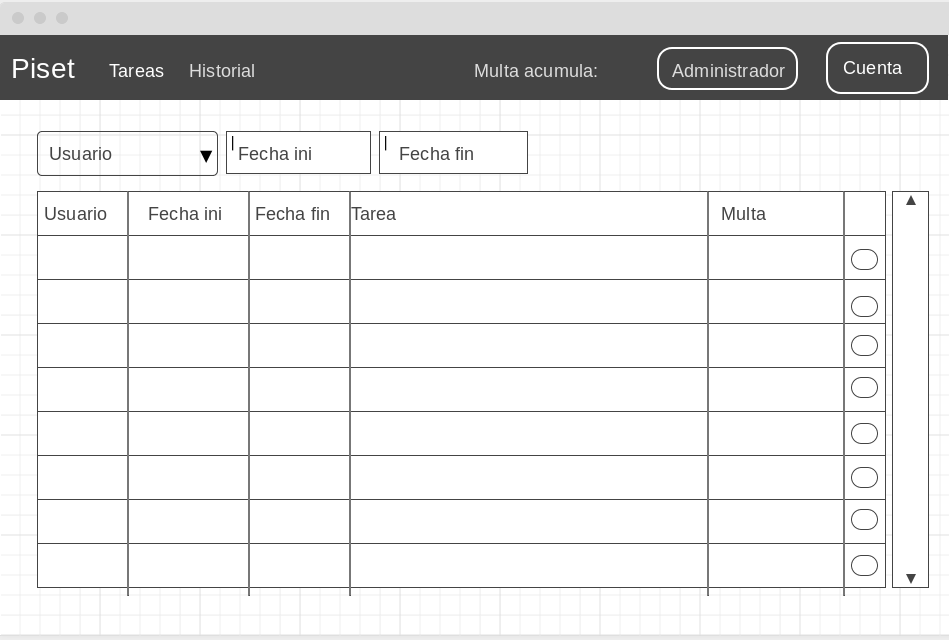 Piset Tareas Historial Multa acumula: Administrador Cuenta
Usuario Fecha ini Fecha fin
Usuario Fecha ini Fecha fin Tarea Multa